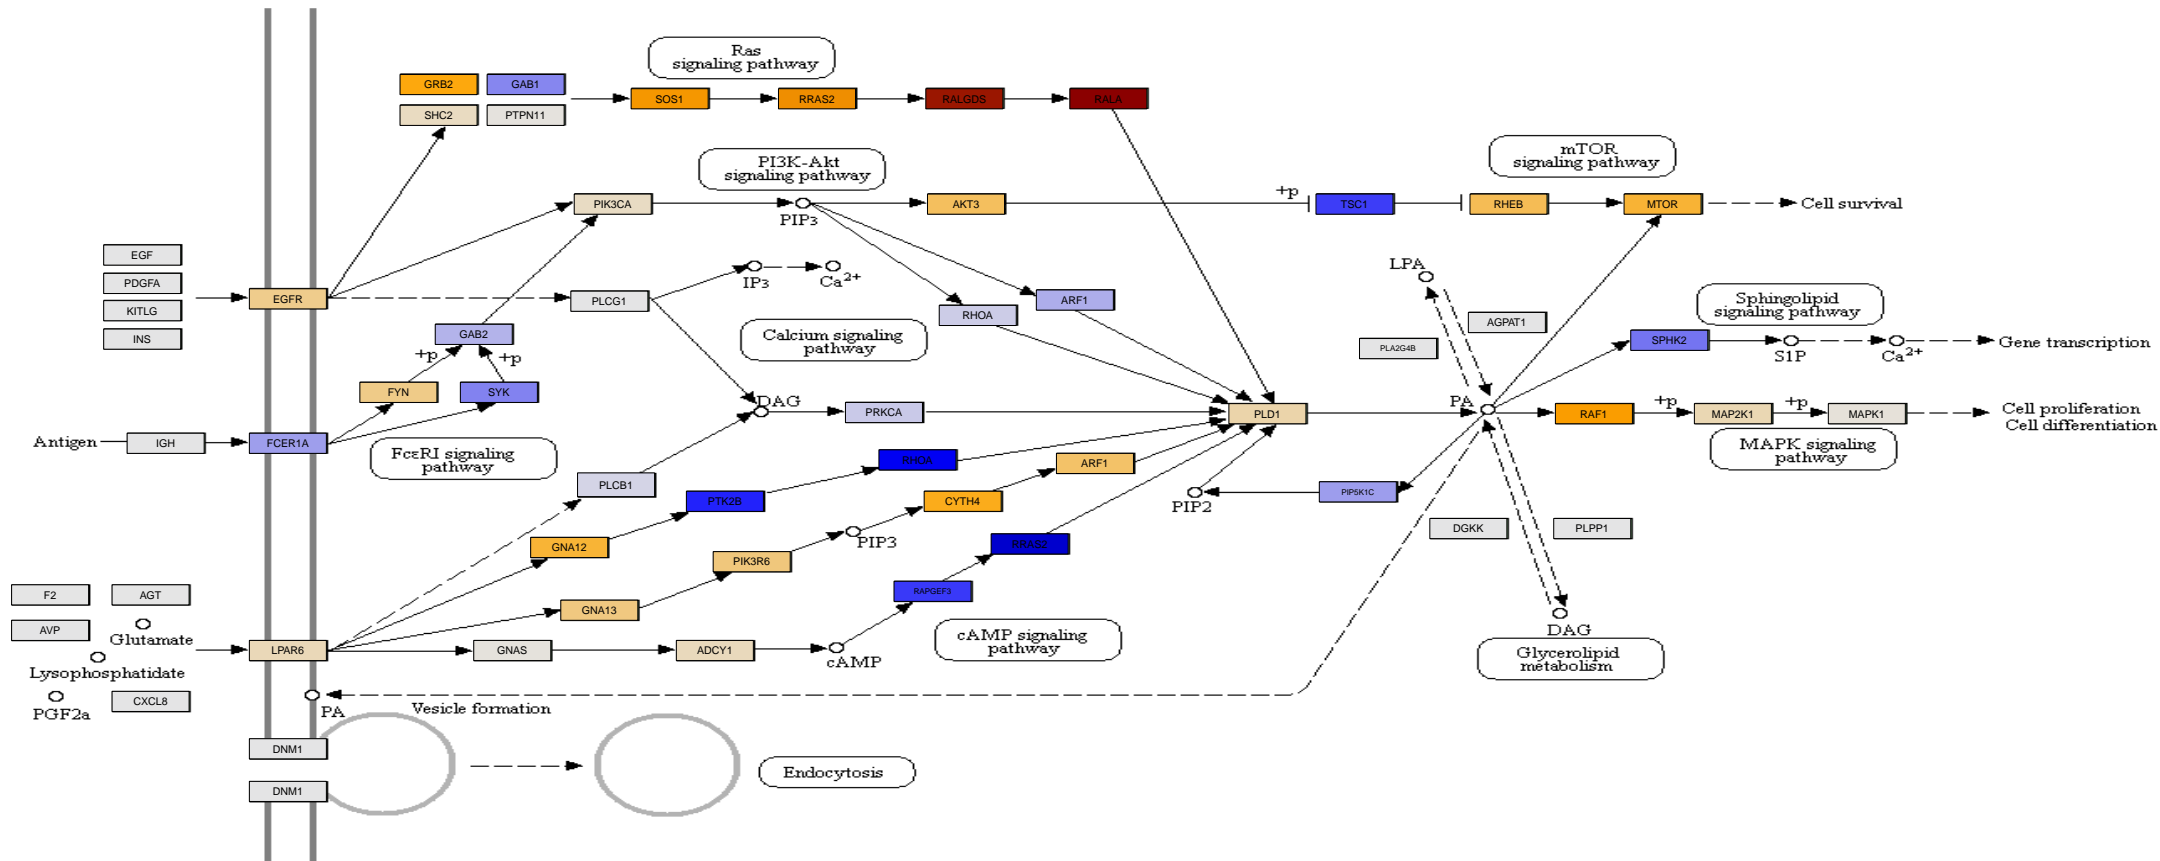 Ras
signaling pathway
GRB2
GAB1
SOS1
RRAS2
RALGDS
RALA
SHC2
PTPN11
PI3K-Akt
signaling pathway
mTOR
signaling pathway
PIK3CA
PIP3
AKT3
+p
TSC1
RHEB
MTOR
Cell survival
EGF
PDGFA
KITLG
INS
EGFR
PLCG1
IP3
Ca2+
RHOA
ARF1
LPA
Sphingolipid
signaling pathway
AGPAT1
PLA2G4B
SPHK2
S1P
Ca2+
Gene transcription
Calcium signaling
pathway
GAB2
+p
+p
FYN
SYK
DAG
PRKCA
PLD1
PA
RAF1
+p
MAP2K1
+p
MAPK1
Cell proliferation
Cell differentiation
Antigen
IGH
FCER1A
FcεRI signaling
pathway
MAPK signaling
pathway
PLCB1
PTK2B
RHOA
ARF1
CYTH4
PIP2
PIP5K1C
DGKK
PLPP1
GNA12
PIK3R6
PIP3
RRAS2
RAPGEF3
GNA13
F2
AGT
AVP
Glutamate
Lysophosphatidate
PGF2a
CXCL8
LPAR6
GNAS
ADCY1
cAMP
cAMP signaling
pathway
DAG
Glycerolipid
metabolism
PA
Vesicle formation
DNM1
DNM1
Endocytosis